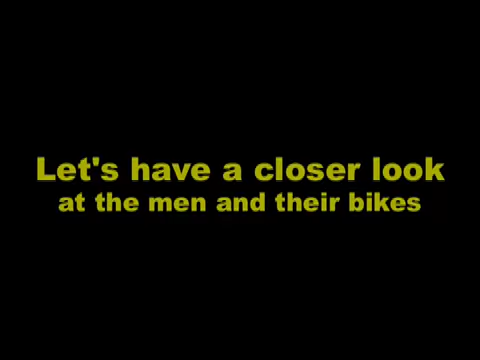 Let's have a closer look
at the men and their bikes